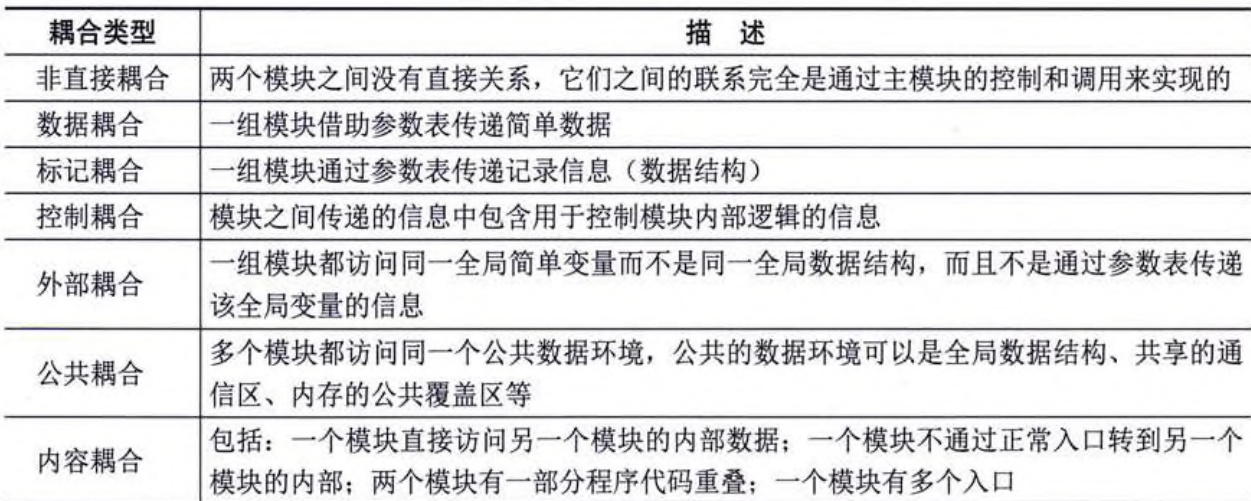 耦合类型 描 述
非直接耦合 两个模块之间没有直接关系，它们之间的联系完全是通过主模块的控制和调用来实现的
数据耦合 一组模块借助参数表传递简单数据
标记耦合 一组模块通过参数表传递记录信息（数据结构）
控制耦合 模块之间传递的信息中包含用于控制模块内部逻辑的信息
外部耦合 一组模块都访问同一全局简单变量而不是同一全局数据结构，而且不是通过参数表传递
该全局变量的信息
公共耦合 多个模块都访问同一个公共数据环境，公共的数据环境可以是全局数据结构、共享的通
信区、内存的公共覆盖区等
内容耦合 包括：一个模块直接访问另一个模块的内部数据；一个模块不通过正常入口转到另一个
模块的内部；两个模块有一部分程序代码重叠；一个模块有多个入口